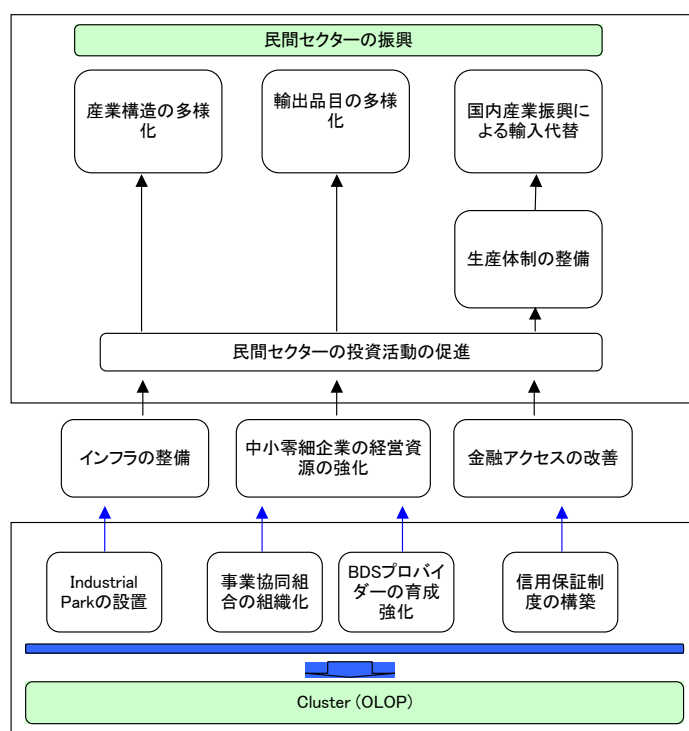 民間セクターの振興
産業構造の多様
化
輸出品目の多様
化
国内産業振興に
よる輸入代替
生産体制の整備
民間セクターの投資活動の促進
インフラの整備
中小零細企業の経営資
源の強化
金融アクセスの改善
Industrial
Parkの設置
事業協同組
合の組織化
BDSプロバイ
ダーの育成
強化
信用保証制
度の構築
Cluster (OLOP)